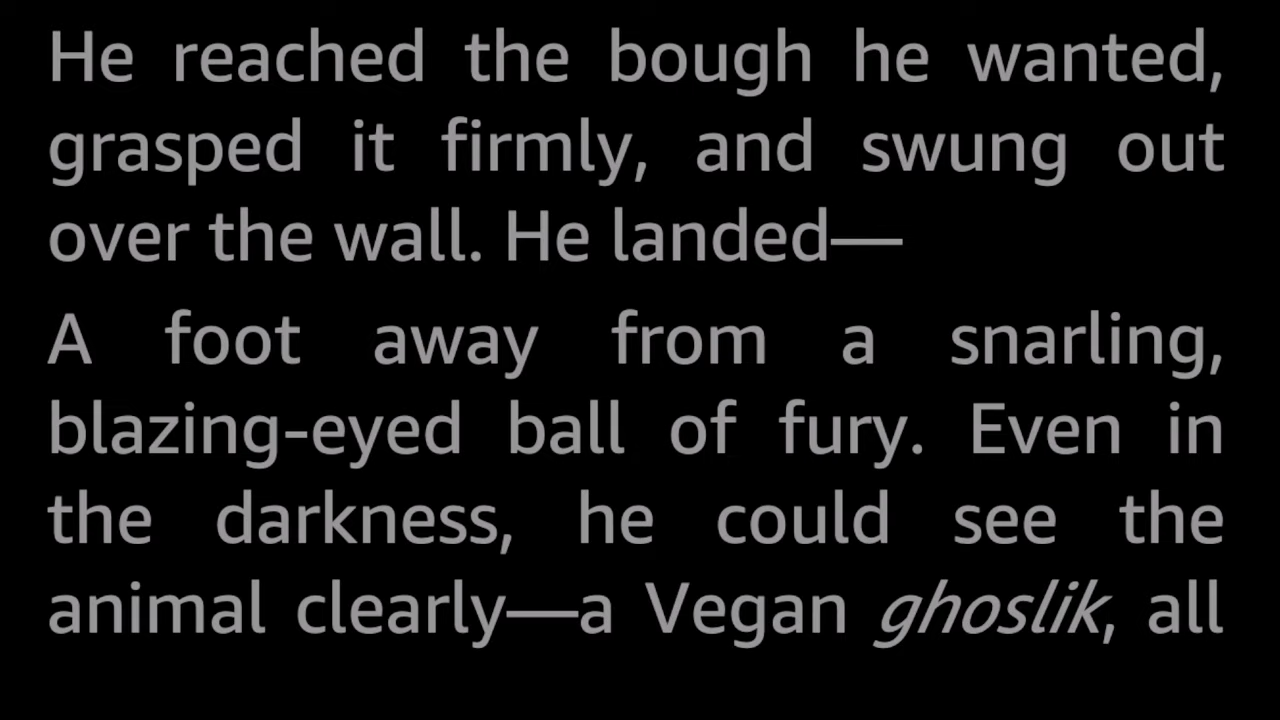 He reached the bough he wanted,
grasped it firmly, and swung out
over the wall. He landed—
A foot away from a snarling,
blazing-eyed ball of fury. Even in
the darkness, he could see the
animal clearly—a Vegan ghoslik, all